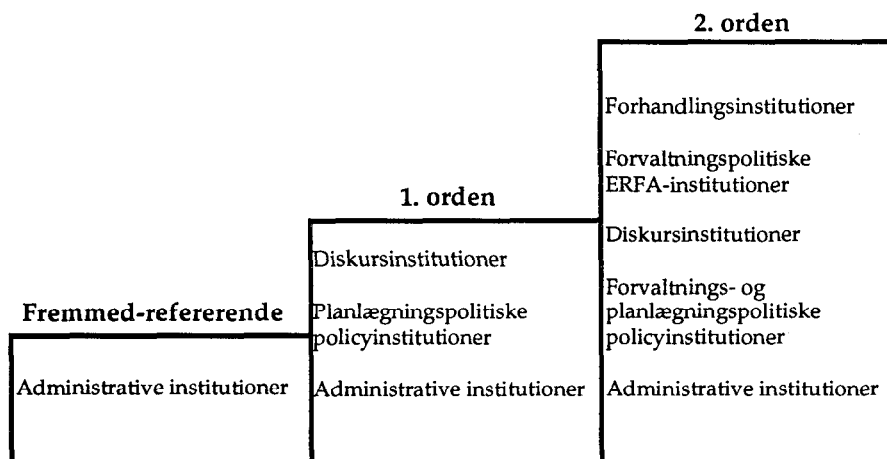 Fremmed-refererende
Administrative institutioner
1. orden
Diskursinstitutioner
Planlægningspolitiske
policyinstitutioner
Administrative institutioner
2. orden
Forhandlingsinstitutioner
Forvaltningspolitiske
ERFA-institutioner
Diskursinstitutioner
Forvaltnings- og
planlægningspolitiske
policyinstitutioner
Administrative institutioner